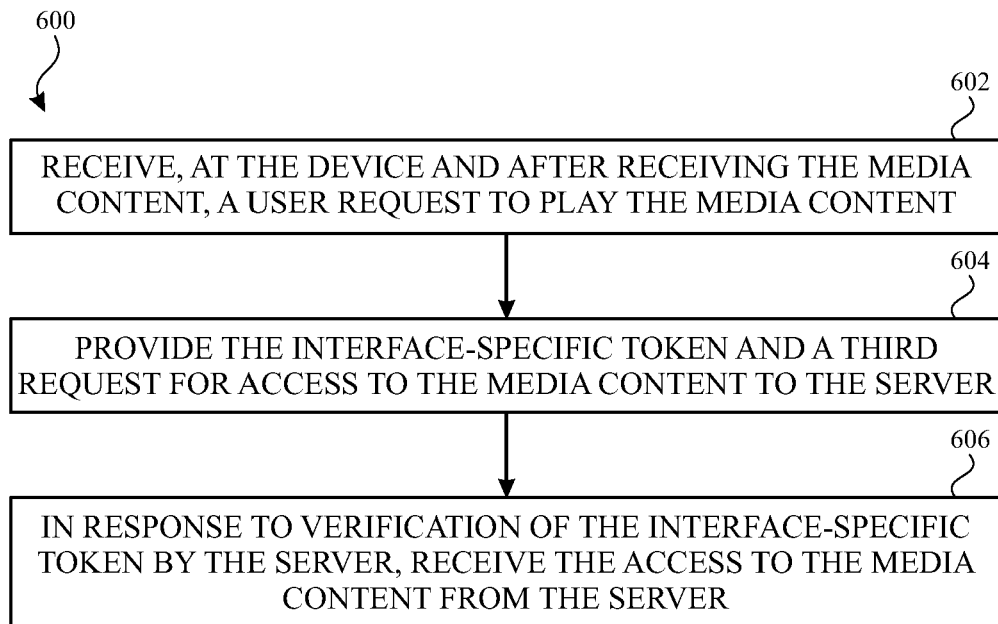 600
602
RECEIVE, AT THE DEVICE AND AFTER RECEIVING THE MEDIA
CONTENT, A USER REQUEST TO PLAY THE MEDIA CONTENT
604
PROVIDE THE INTERFACE-SPECIFIC TOKEN AND A THIRD
REQUEST FOR ACCESS TO THE MEDIA CONTENT TO THE SERVER
606
IN RESPONSE TO VERIFICATION OF THE INTERFACE-SPECIFIC
TOKEN BY THE SERVER, RECEIVE THE ACCESS TO THE MEDIA
CONTENT FROM THE SERVER